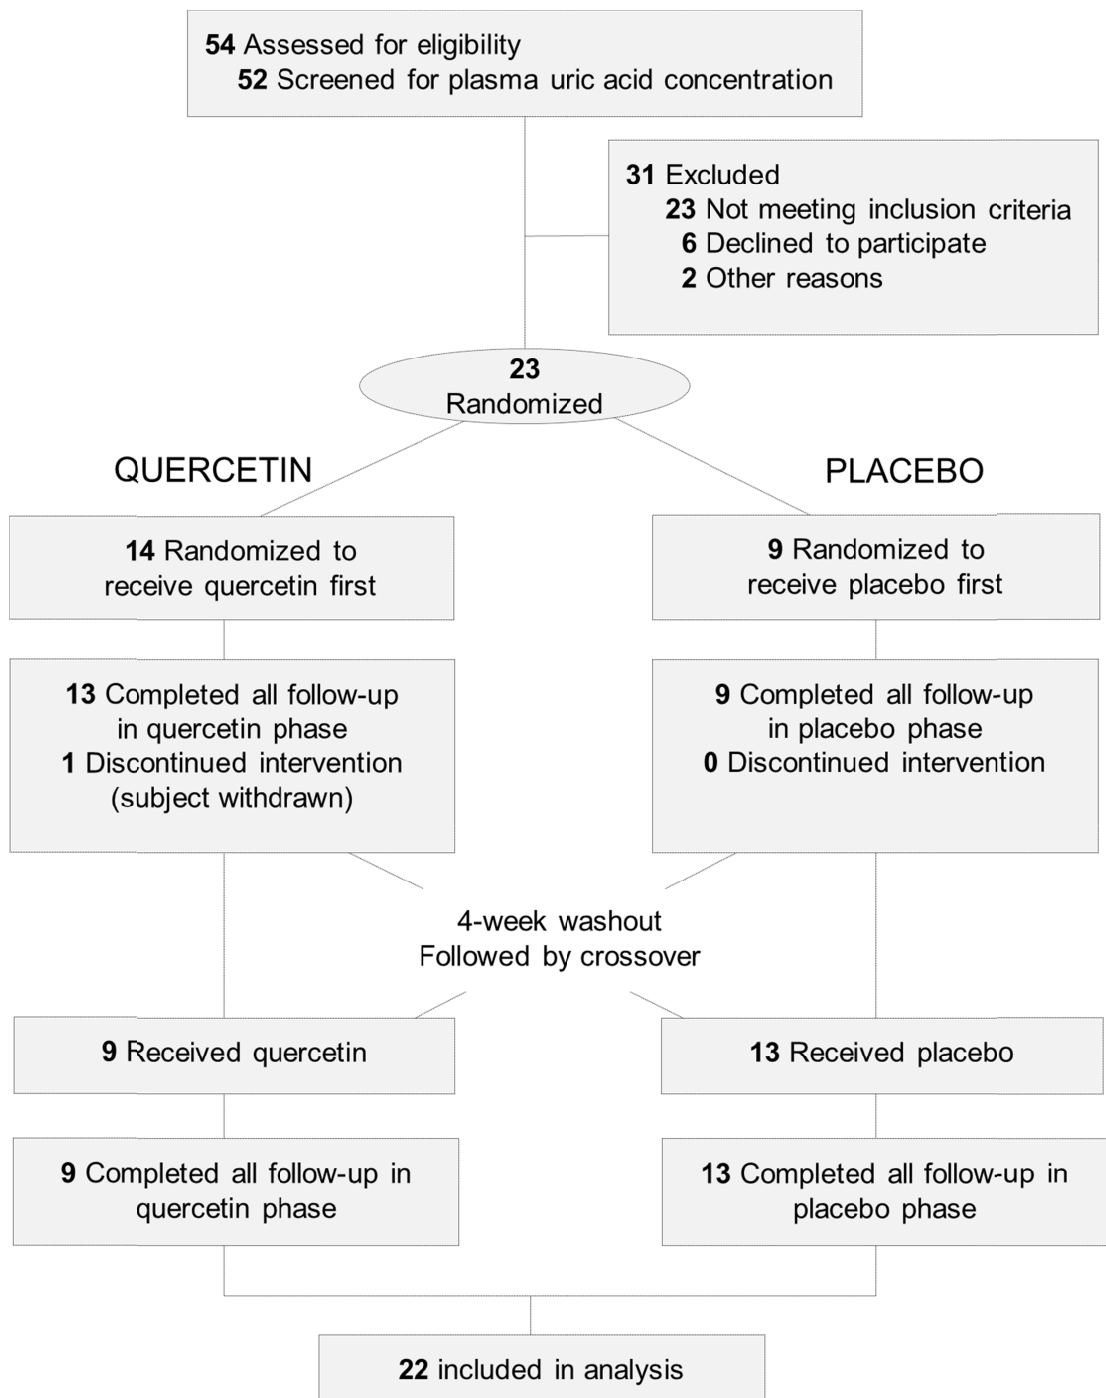 54 Assessed for eligibility
52 Screened for plasma uric acid concentration
31 Excluded
23 Not meeting inclusion criteria
6 Declined to participate
2 Other reasons
23
Randomized
QUERCETIN
PLACEBO
14 Randomized to
receive quercetin first
9 Randomized to
receive placebo first
13 Completed all follow-up
in quercetin phase
1 Discontinued intervention
(subject withdrawn)
9 Completed all follow-up
in placebo phase
0 Discontinued intervention
4-week washout
Followed by crossover
9 Received quercetin
13 Received placebo
9 Completed all follow-up in
quercetin phase
13 Completed all follow-up in
placebo phase
22 included in analysis